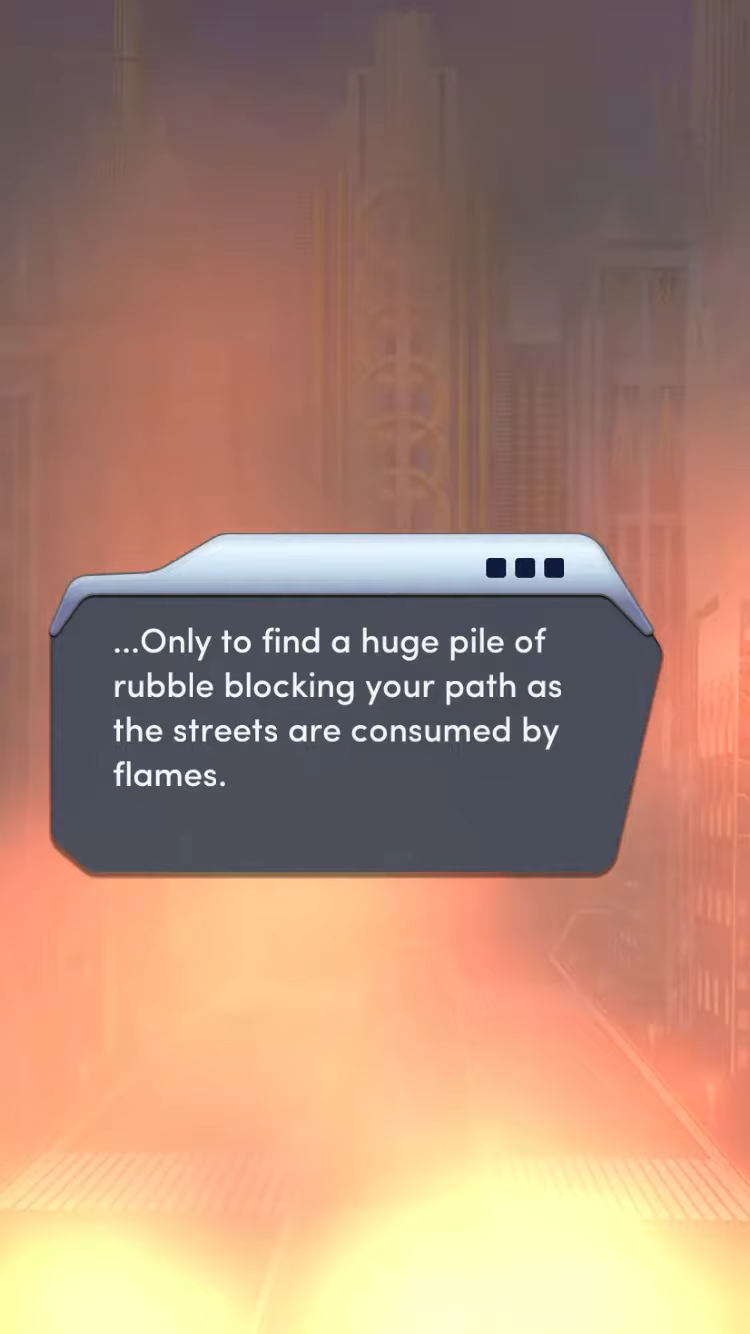 ...Only to find a huge pile of
rubble blocking your path as
the streets are consumed by
flames.